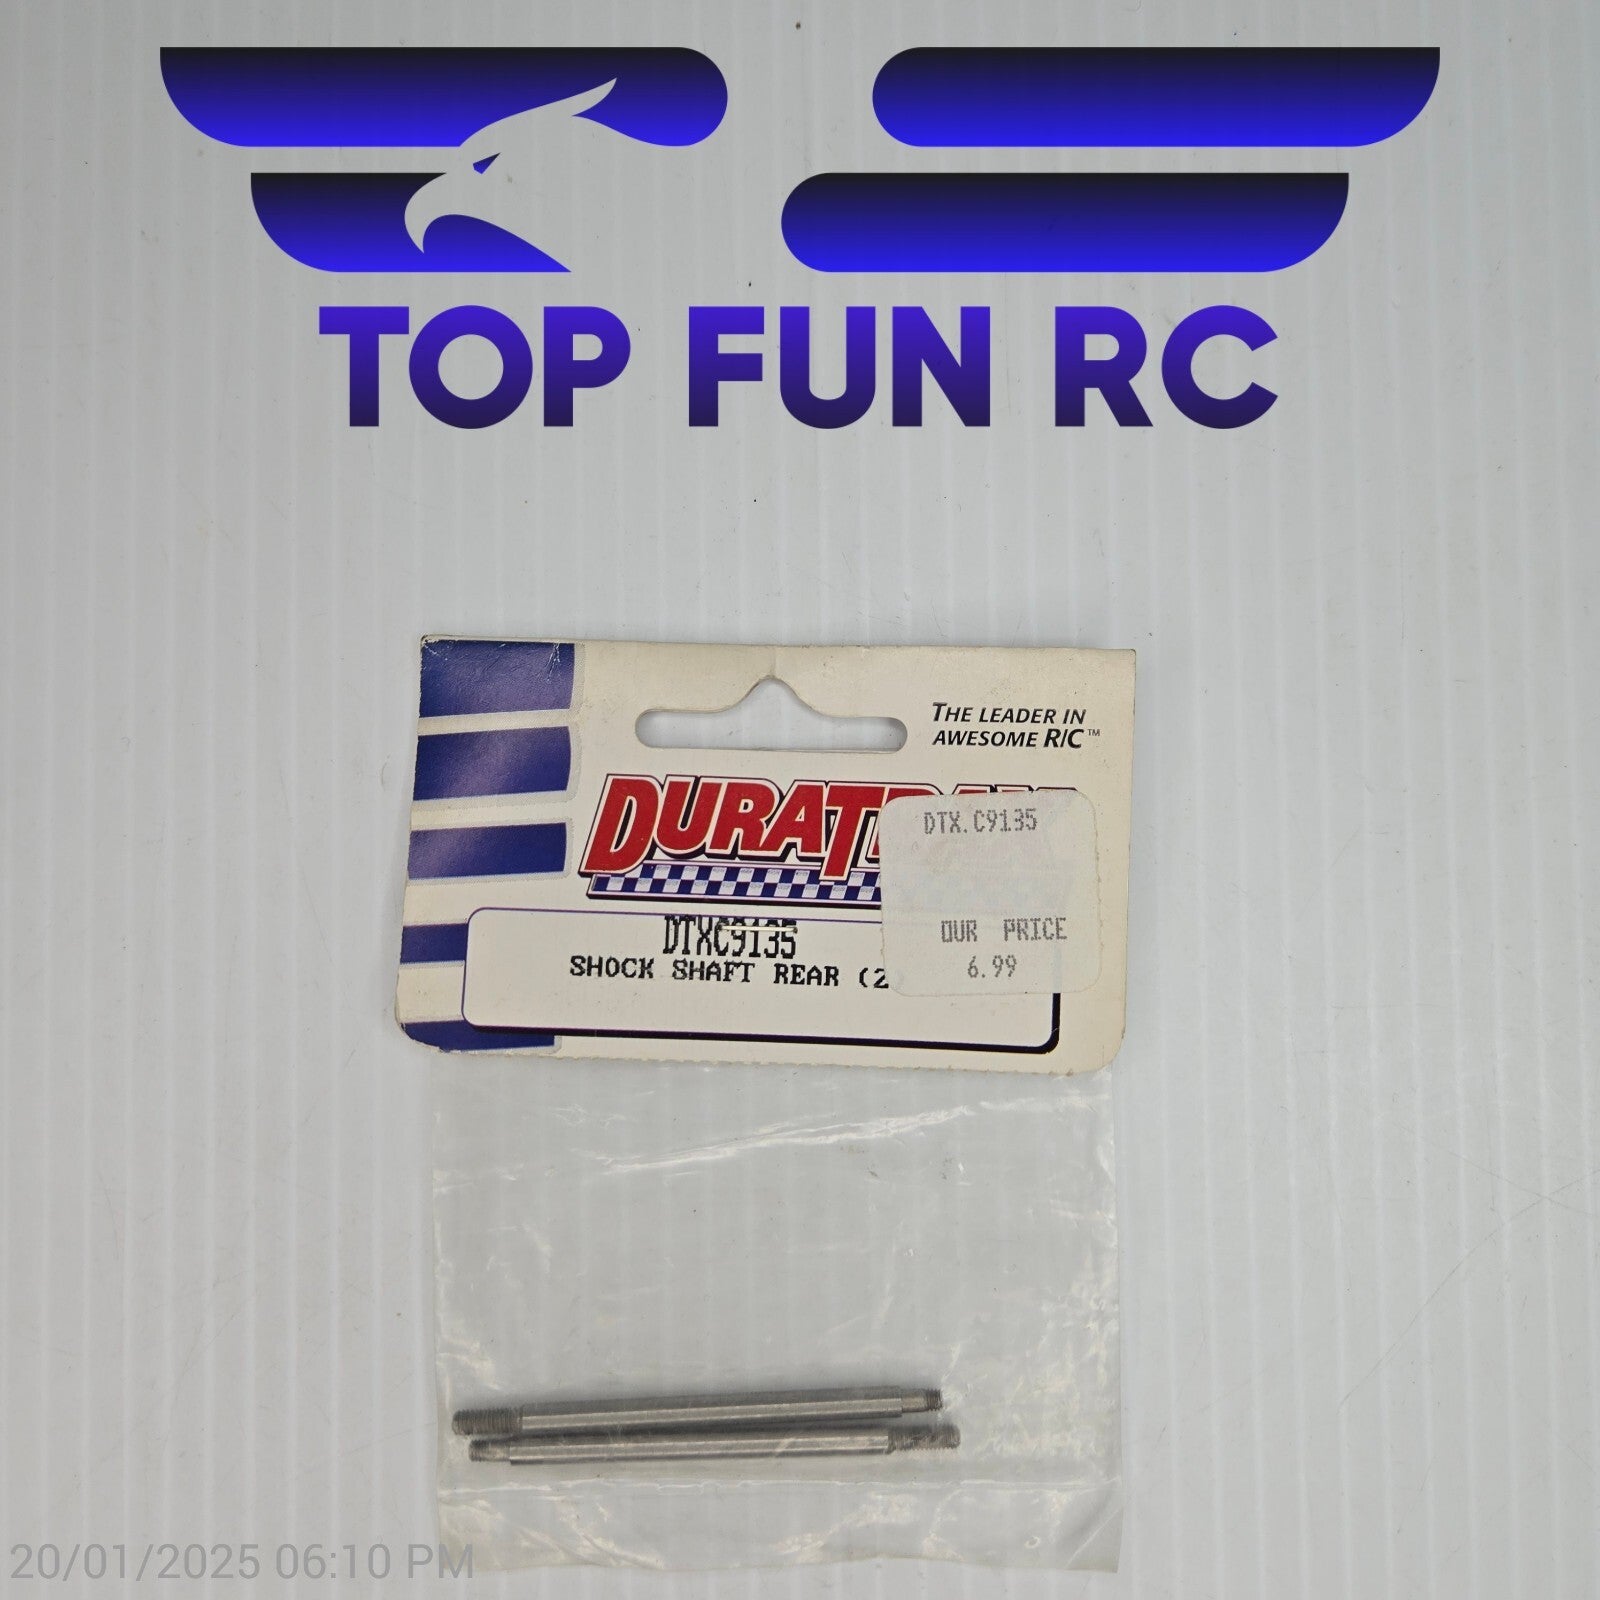 TOP FUN RC
THE LEADER IN
AWESOME R/C™
DTX.C9135
DTXC9135
SHOCK SHAFT REAR (2
OUR PRICE
6.99
20/01/2025 06:10 PM